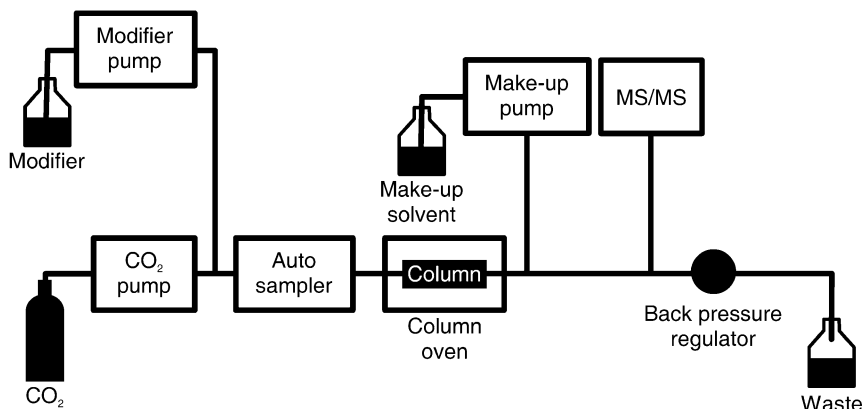 Modifier
pump
Modifier
Make-up
pump
MS/MS
Make-up
solvent
CO₂
pump
Auto
sampler
Column
Column
oven
Back pressure
regulator
CO₂
Waste